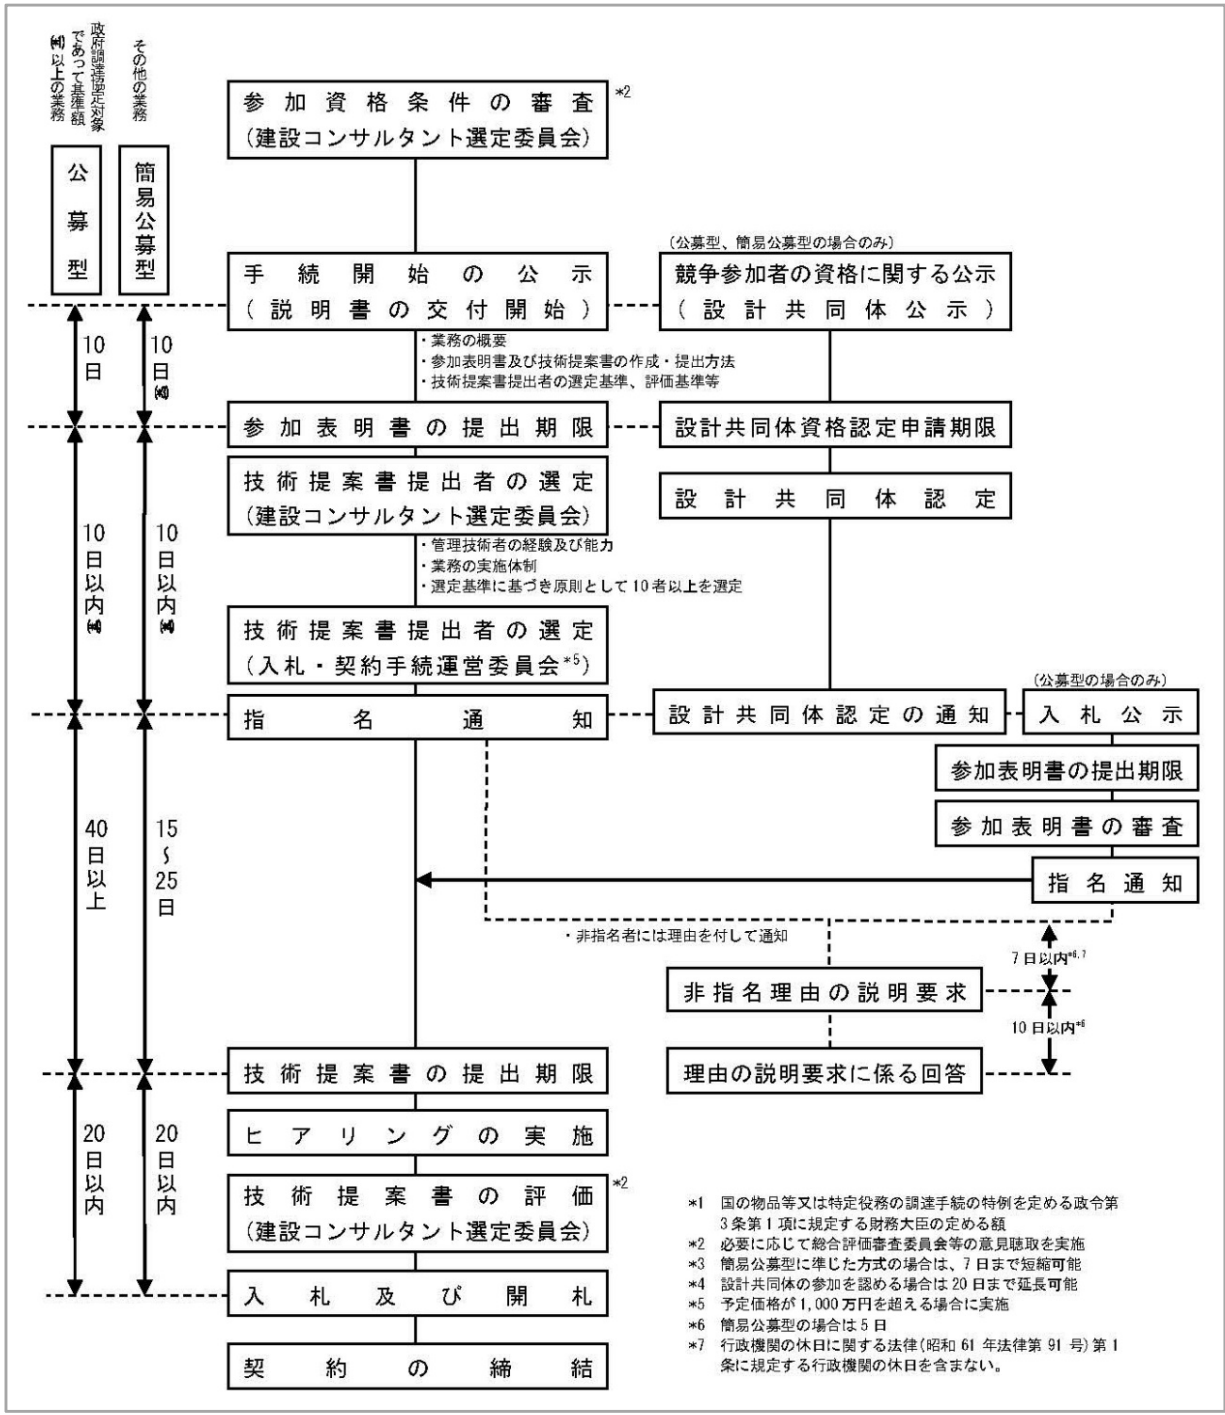 政府調達協定対象
であって基準額
以上の業務
その他の業務
公募型
簡易公募型
参加資格条件の審査 *2
(建設コンサルタント選定委員会)
手続開始の公示
(説明書の交付開始)
(公募型、簡易公募型の場合のみ)
競争参加者の資格に関する公示
(設計共同体公示)
10日
10日
・業務の概要
・参加表明書及び技術提案書の作成・提出方法
・技術提案書提出者の選定基準、評価基準等
参加表明書の提出期限
設計共同体資格認定申請期限
技術提案書提出者の選定
(建設コンサルタント選定委員会)
設計共同体認定
10日以内
10日以内
・管理技術者の経験及び能力
・業務の実施体制
・選定基準に基づき原則として10者以上を選定
技術提案書提出者の選定
(入札・契約手続運営委員会*5)
指名通知
設計共同体認定の通知
(公募型の場合のみ)
入札公示
参加表明書の提出期限
参加表明書の審査
指名通知
40日以上
15~25日
・非指名者には理由を付して通知
7日以内*6,7
非指名理由の説明要求
10日以内*6
理由の説明要求に係る回答
技術提案書の提出期限
ヒアリングの実施
20日以内
20日以内
技術提案書の評価 *2
(建設コンサルタント選定委員会)
入札及び開札
契約の締結
*1 国の物品等又は特定役務の調達手続の特例を定める政令第
3条第1項に規定する財務大臣の定める額
*2 必要に応じて総合評価審査委員会等の意見聴取を実施
*3 簡易公募型に準じた方式の場合は、7日まで短縮可能
*4 設計共同体の参加を認める場合は20日まで延長可能
*5 予定価格が1,000万円を超える場合に実施
*6 簡易公募型の場合は5日
*7 行政機関の休日に関する法律(昭和61年法律第91号)第1
条に規定する行政機関の休日を含まない。